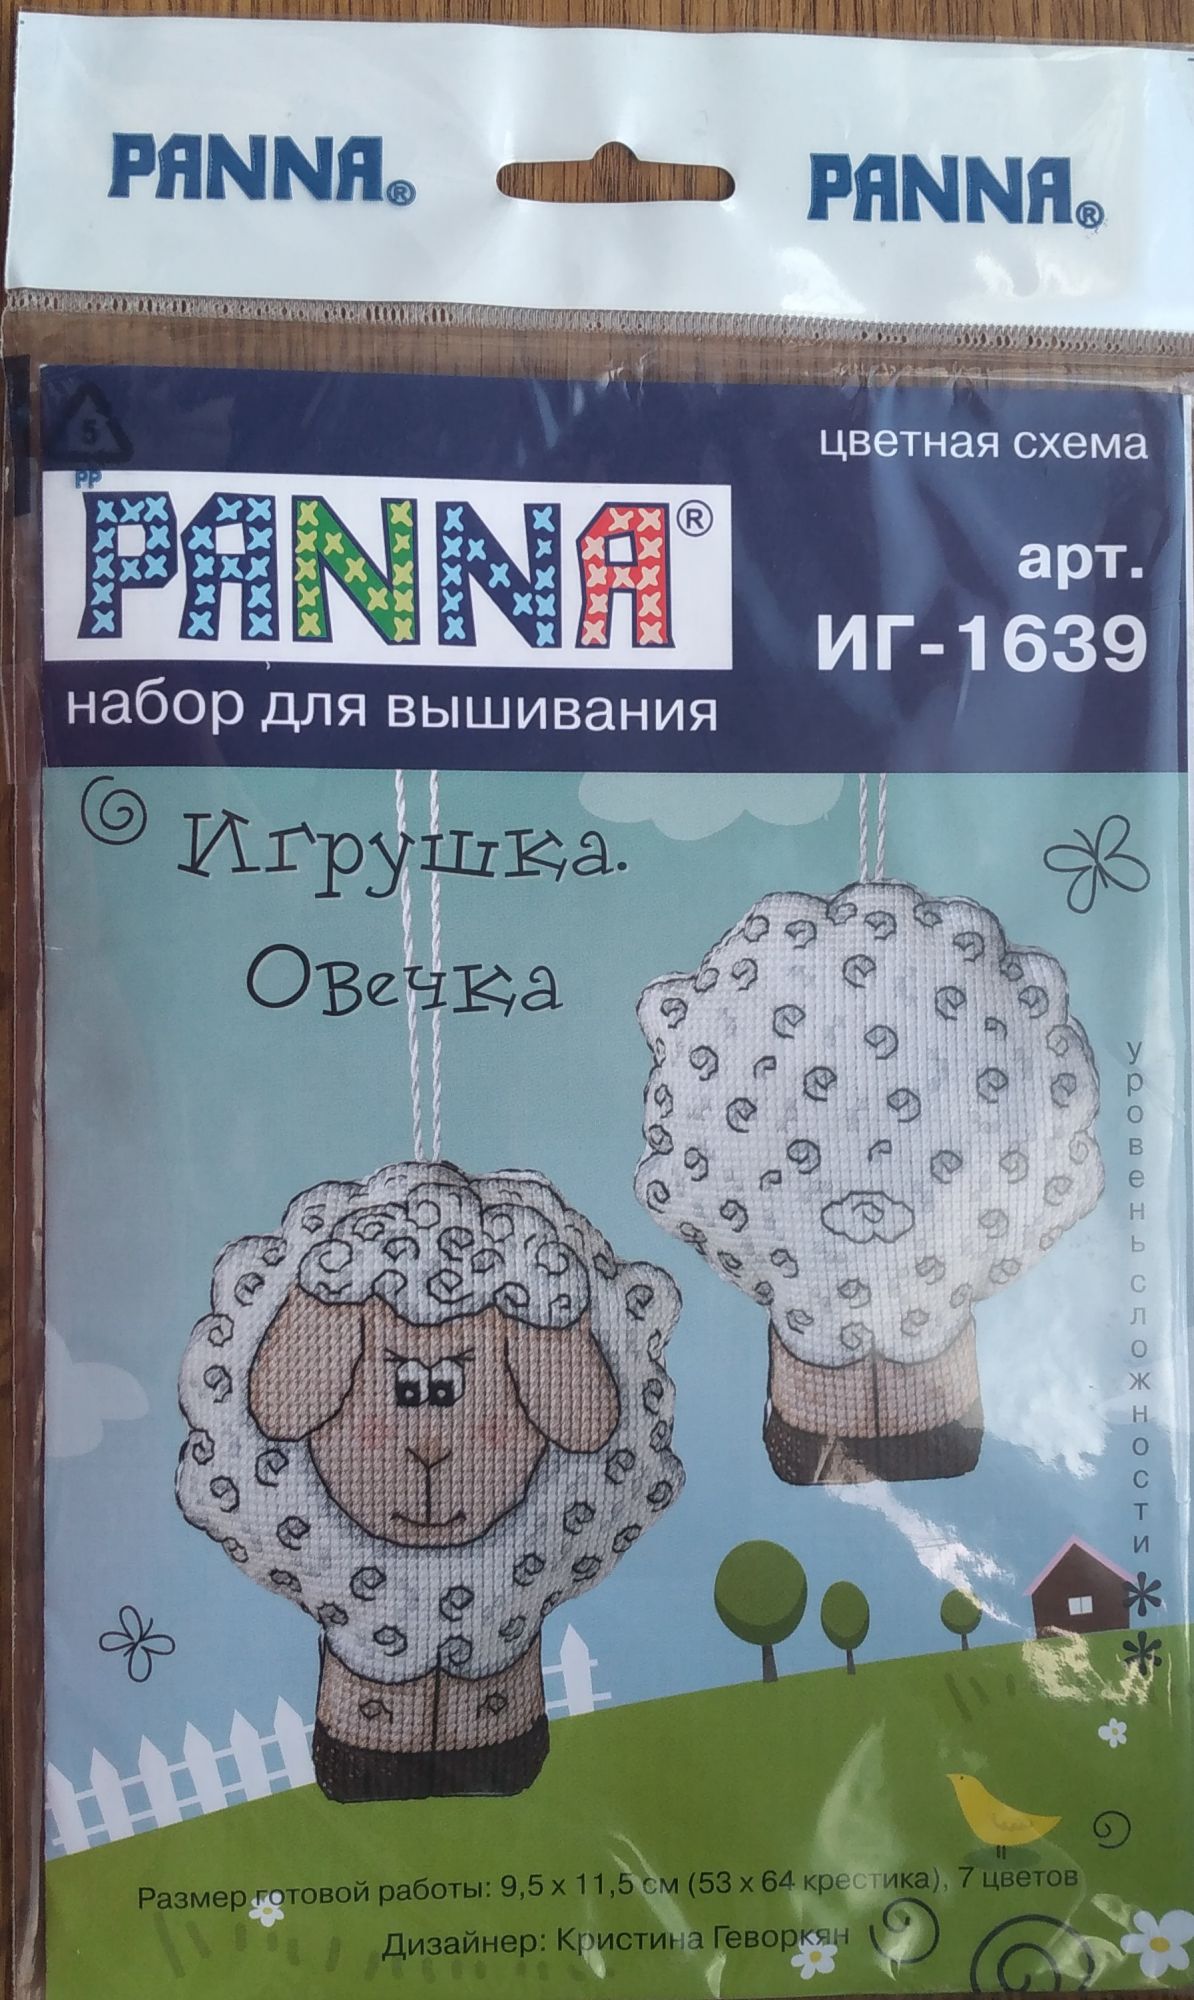 PANNA® PANNA®
5
PP
цветная схема
PANNA®
арт.
ИГ-1639
набор для вышивания
Игрушка.
Овечка
уровень сложности **
Размер готовой работы: 9,5 х 11,5 см (53 х 64 крестика), 7 цветов
Дизайнер: Кристина Геворкян